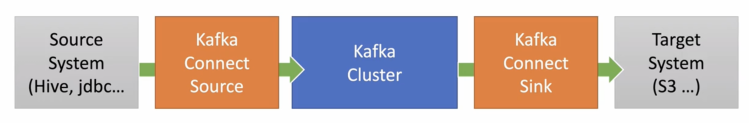 Source
System
(Hive, jdbc…
Kafka
Connect
Source
Kafka
Cluster
Kafka
Connect
Sink
Target
System
(S3 …)